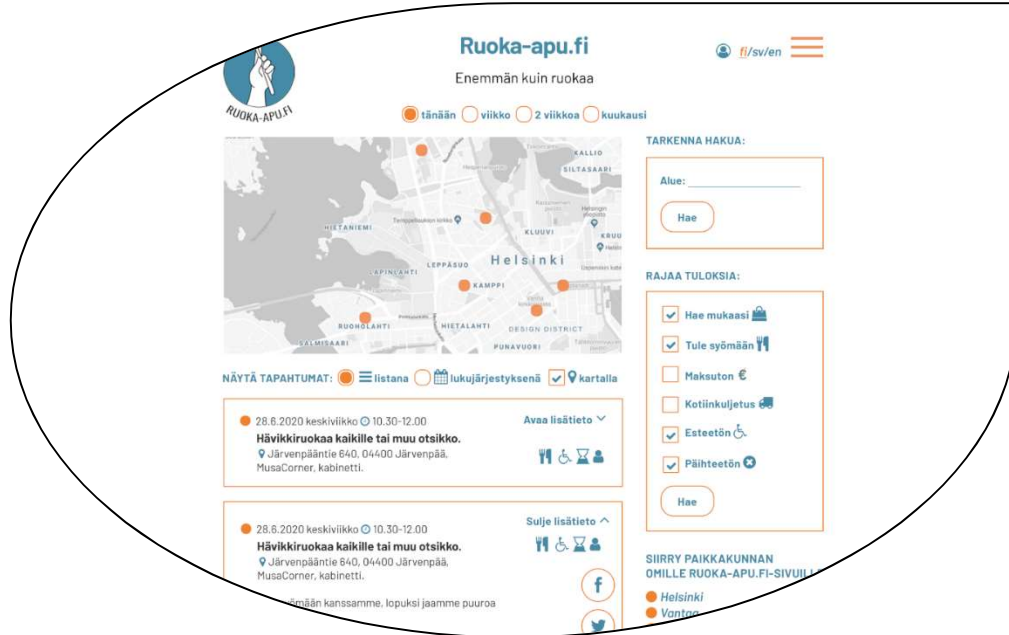 Ruoka-apu.fi
fi/sv/en
Enemmän kuin ruokaa
RUOKA-APU.FI
tänään viikko 2 viikkoa kuukausi
KALLIO
SILTASAARI
HIETANIEMI
Temppeliaukion kirkko
KLUUVI
Helsingin
Helsinki
LEPPÄSUO
LAPINLAHTI
KAMPPI
RUOHOLAHTI
HIETALAHTI
DESIGN DISTRICT
SALMISAARI
PUNAVUORI
NÄYTÄ TAPAHTUMAT: listana lukujärjestyksenä kartalla
28.6.2020 keskiviikko 10.30-12.00
Avaa lisätieto
Hävikkiruokaa kaikille tai muu otsikko.
Järvenpääntie 640, 04400 Järvenpää.
MusaCorner, kabinetti.
28.6.2020 keskiviikko 10.30-12.00
Sulje lisätieto
Hävikkiruokaa kaikille tai muu otsikko.
Järvenpääntie 640, 04400 Järvenpää,
MusaCorner, kabinetti.
kanssamme, lopuksi jaamme puuroa
TARKENNA HAKUA:
Alue:
Hae
RAJAA TULOKSIA:
Hae mukaasi
Tule syömään
Maksuton €
Kotiinkuljetus
Esteetön
Päihteetön
Hae
SIIRRY PAIKKAKUNNAN
OMILLE RUOKA-APU.FI-SIVUILLE
Helsinki
Vantaa